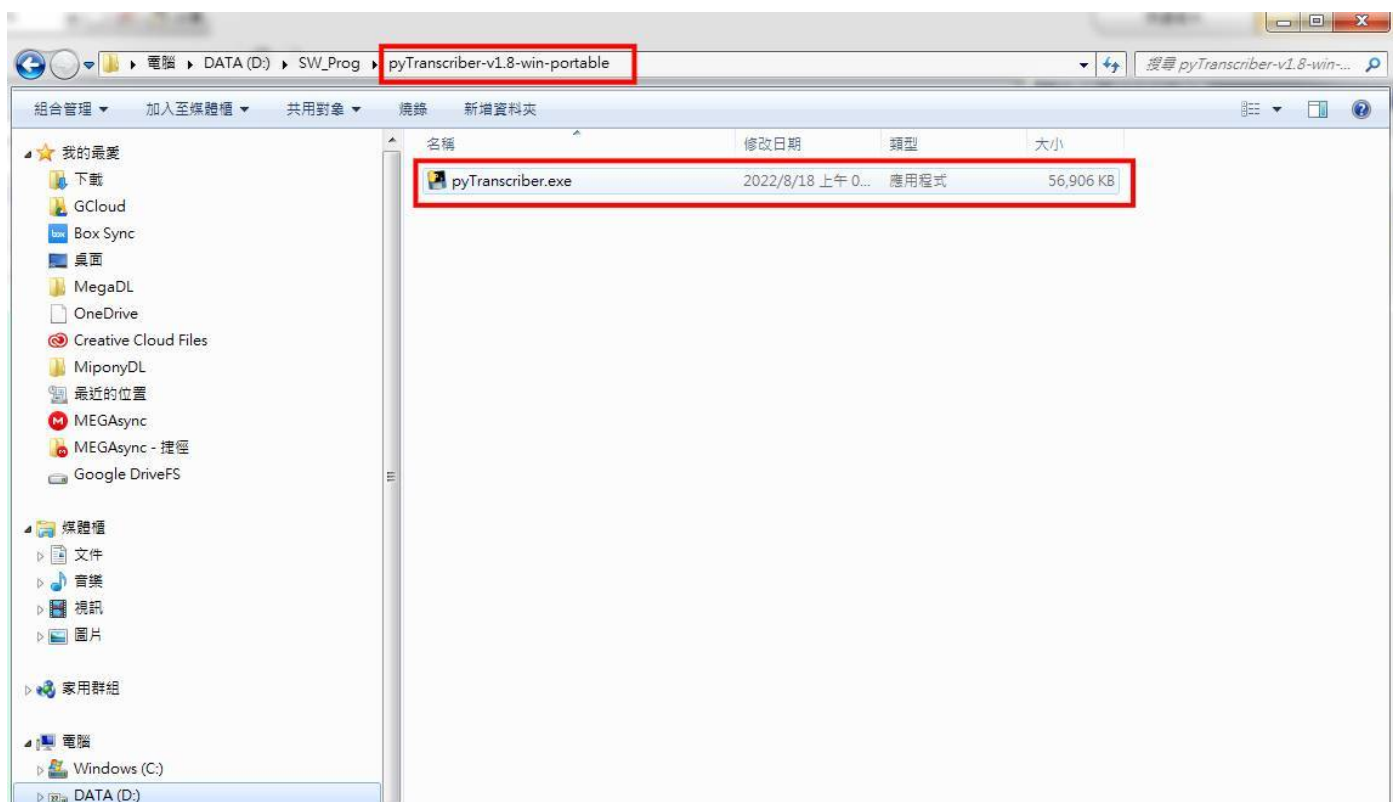 電腦 DATA (D:) SW_Prog pyTranscriber-v1.8-win-portable 搜尋 pyTranscriber-v1.8-win-...
組合管理 加入至媒體櫃 共用對象 燒錄 新增資料夾
名稱 修改日期 類型 大小
pyTranscriber.exe 2022/8/18 上午 0... 應用程式 56,906 KB
我的最愛
下載
GCloud
Box Sync
桌面
MegaDL
OneDrive
Creative Cloud Files
MiponyDL
最近的位置
MEGAsync
MEGAsync - 捷徑
Google DriveFS
媒體櫃
文件
音樂
視訊
圖片
家用群組
電腦
Windows (C:)
DATA (D:)